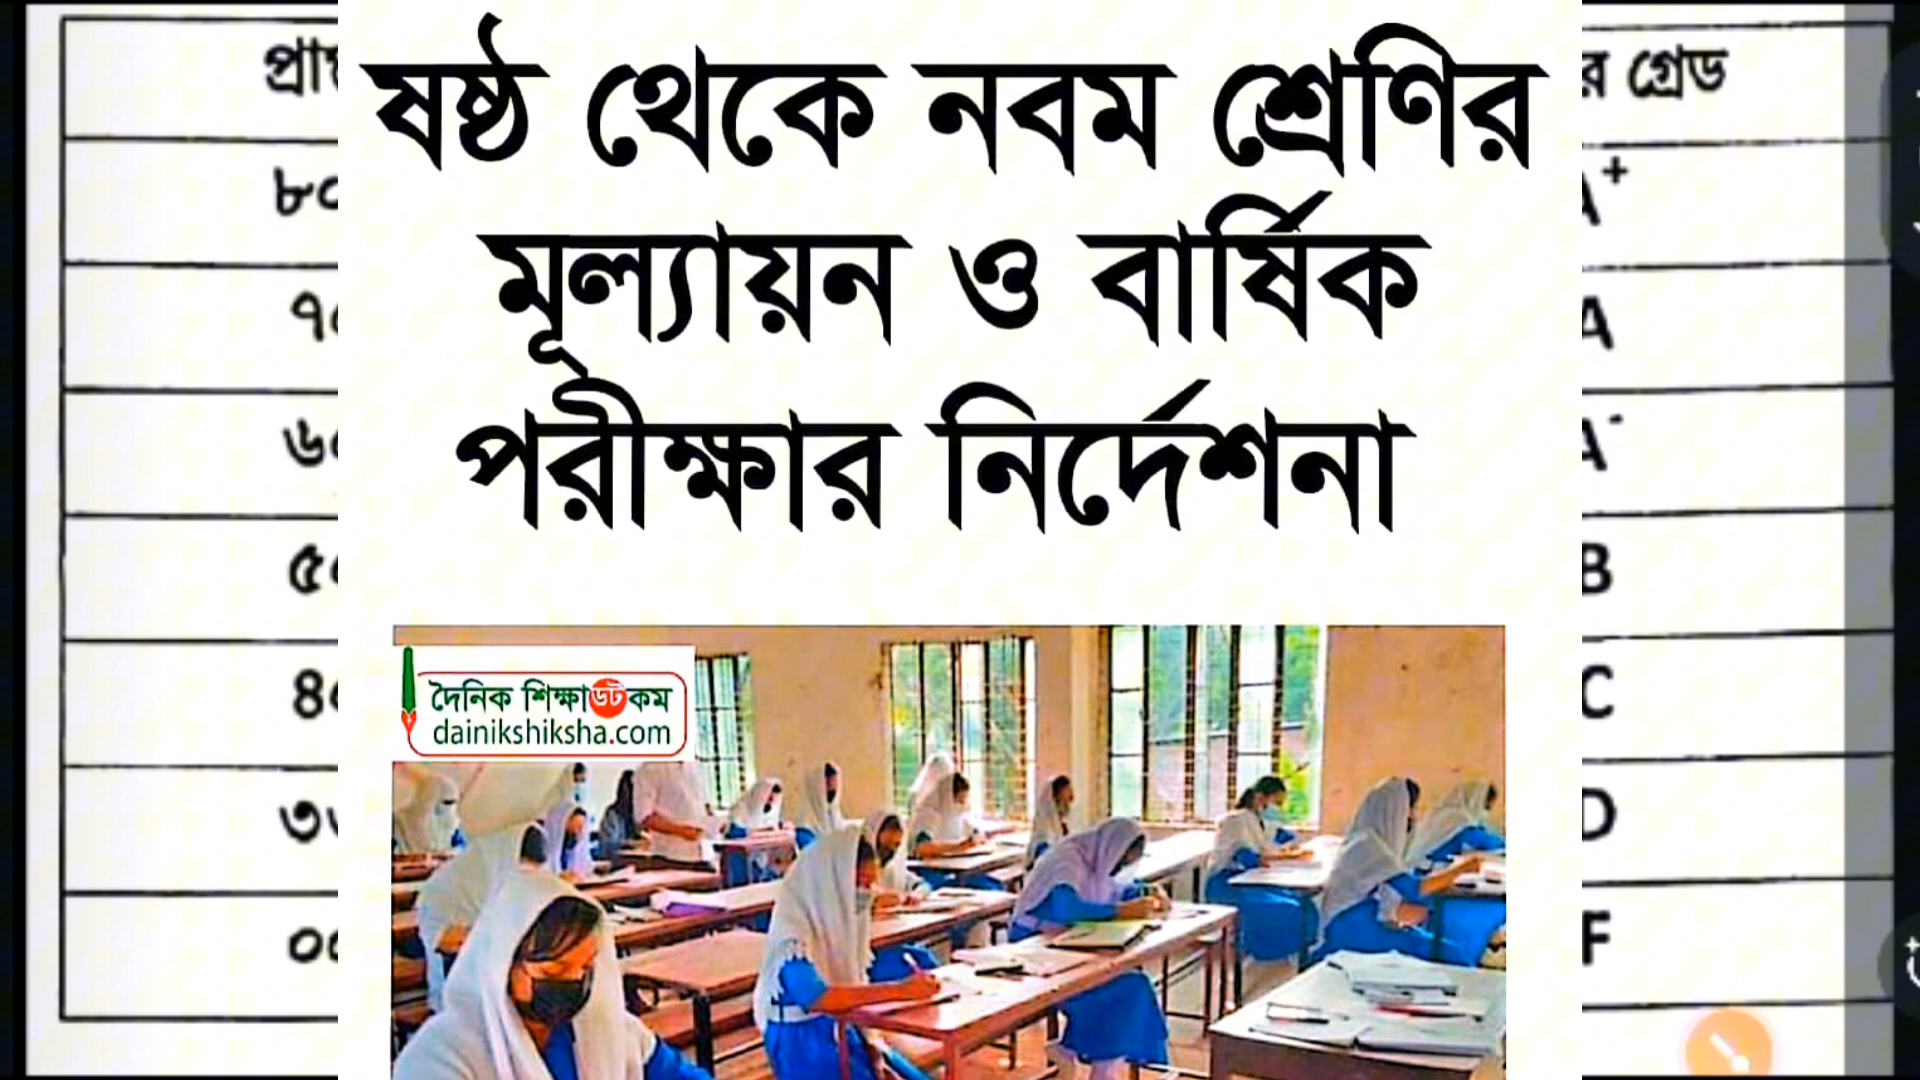 ষষ্ঠ থেকে নবম শ্রেণির
মূল্যায়ন ও বার্ষিক
পরীক্ষার নির্দেশনা
দৈনিক শিক্ষাডটকম
dainikshiksha.com
গ্রেড
A+
A
A-
B
C
D
F